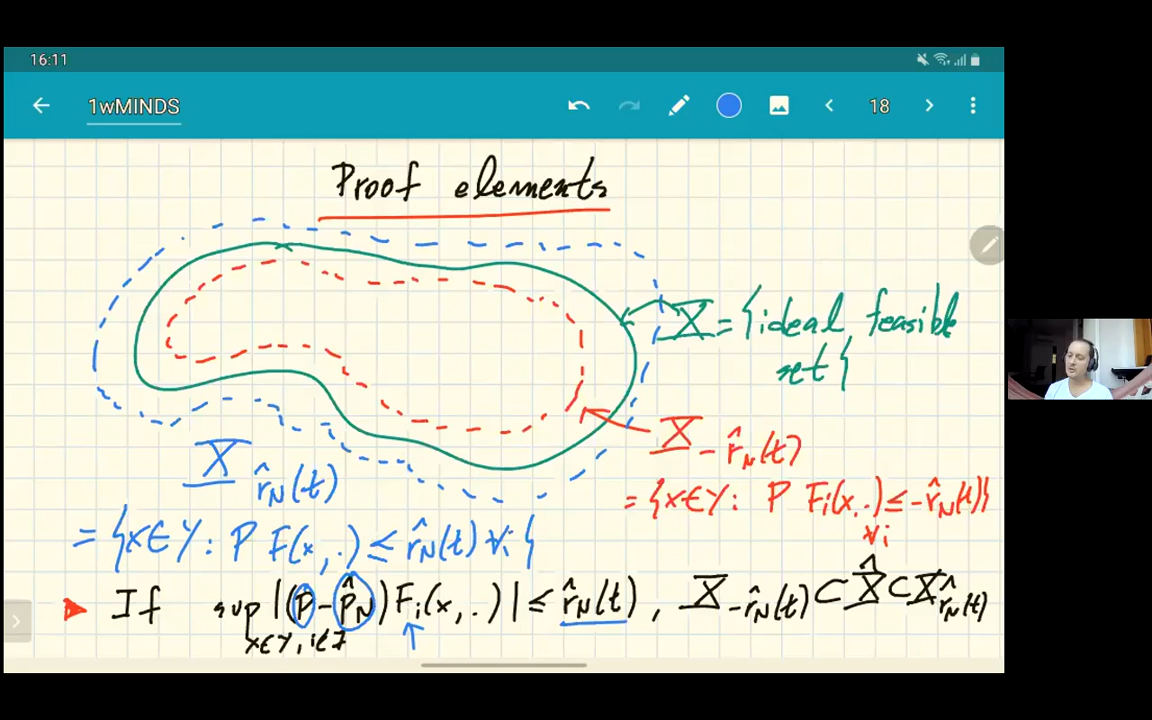 16:11
1wMINDS
18
Proof elements
X = {ideal feasible
set}
X_{-r̂_N(t)}
= {x∈Y: P F_i(x,.) ≤ -r̂_N(t)}
∀i
X_{r̂_N(t)}
= {x∈Y: P F(x,.) ≤ r̂_N(t) ∀i}
If sup |(P - P̂_N) F_i(x,.)| ≤ r̂_N(t), X_{-r̂_N(t)} ⊂ X̂ ⊂ X_{r̂_N(t)}
x∈Y, i∈I